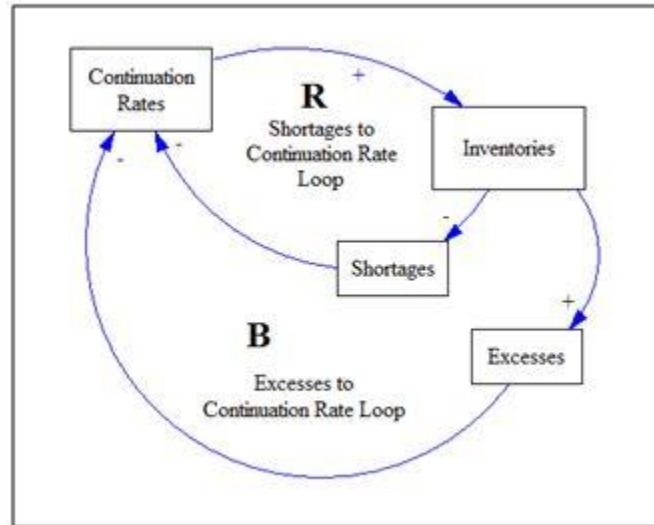 Continuation
Rates
+
R
Shortages to
Continuation Rate
Loop
Inventories
-
-
-
Shortages
+
B
Excesses
Excesses to
Continuation Rate Loop